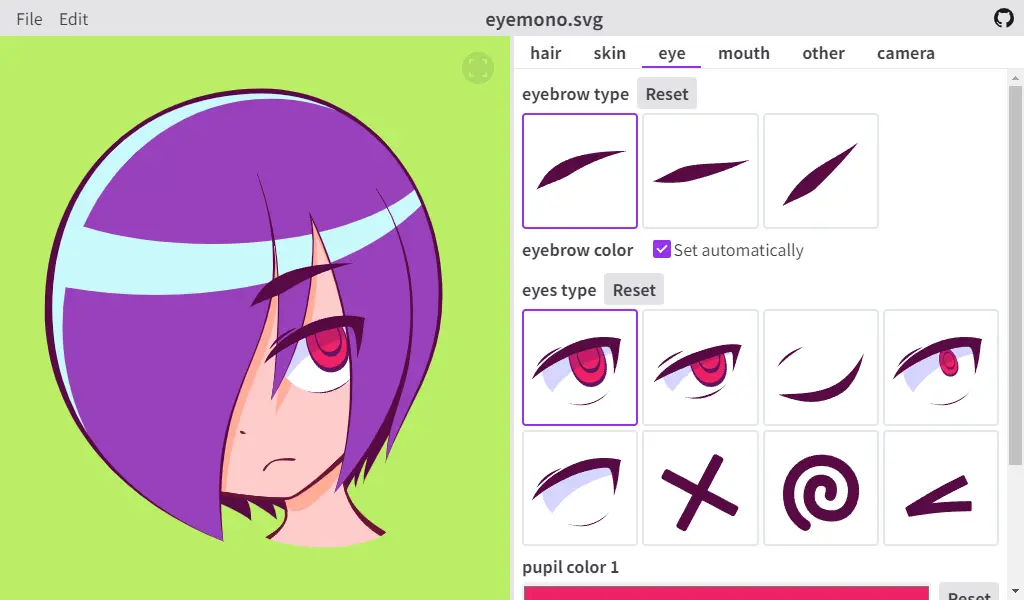 File Edit eyemono.svg
hair skin eye mouth other camera
eyebrow type Reset
eyebrow color Set automatically
eyes type Reset
pupil color 1
Reset